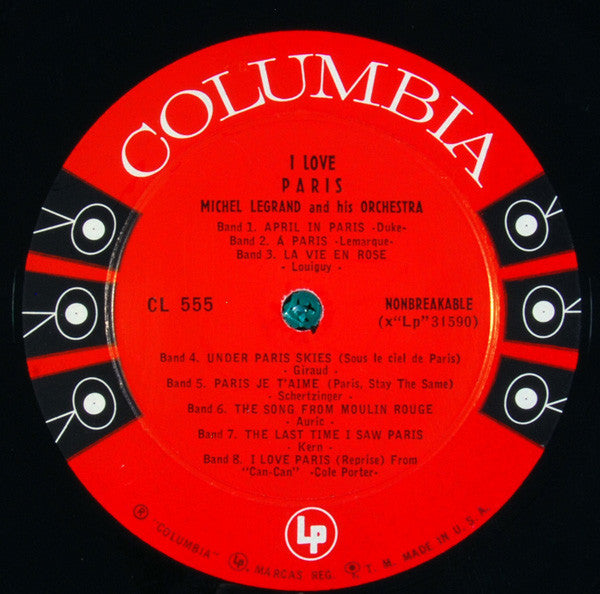 COLUMBIA
I LOVE
PARIS
MICHEL LEGRAND and his ORCHESTRA
Band 1. APRIL IN PARIS -Duke-
Band 2. A PARIS -Lemarque-
Band 3. LA VIE EN ROSE
- Louiguy -
CL 555
NONBREAKABLE
(x"Lp"31590)
Band 4. UNDER PARIS SKIES (Sous le ciel de Paris)
- Giraud -
Band 5. PARIS JE T'AIME (Paris, Stay The Same)
- Schertzinger -
Band 6. THE SONG FROM MOULIN ROUGE
- Auric -
Band 7. THE LAST TIME I SAW PARIS
- Kern -
Band 8. I LOVE PARIS (Reprise) From
"Can-Can" -Cole Porter-
Lp
® "COLUMBIA" Lp MARCAS. REG. T. M. MADE IN U.S.A.